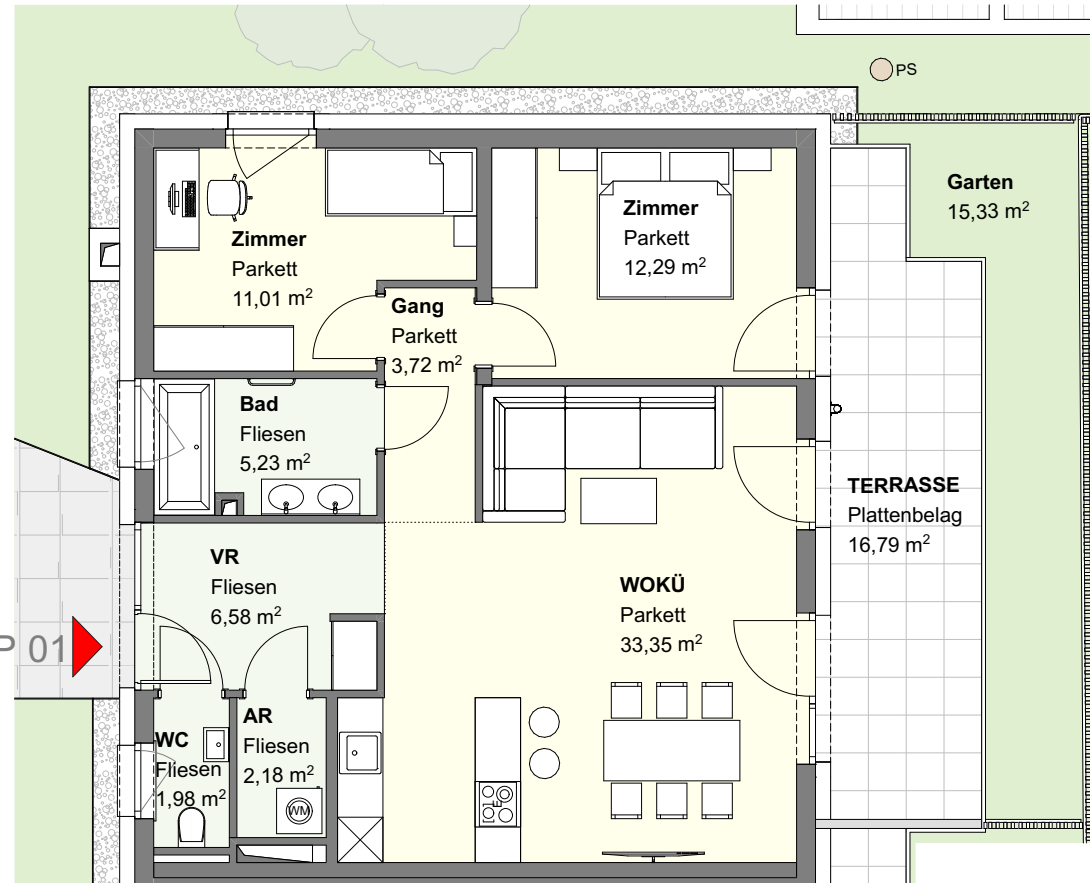 PS
Garten
15,33 m²
Zimmer
Parkett
12,29 m²
Zimmer
Parkett
11,01 m²
Gang
Parkett
3,72 m²
Bad
Fliesen
5,23 m²
TERRASSE
Plattenbelag
16,79 m²
VR
Fliesen
6,58 m²
WOKÜ
Parkett
33,35 m²
P 01
AR
Fliesen
2,18 m²
WC
Fliesen
1,98 m²
WM
E